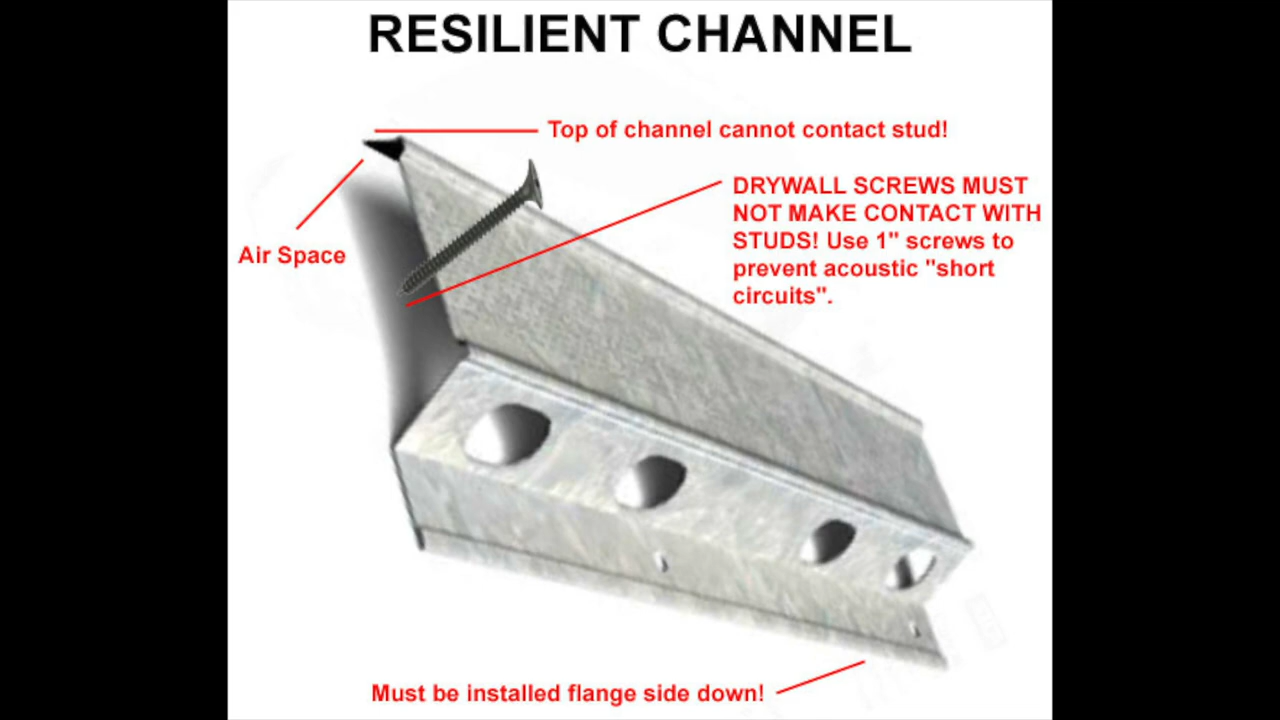 RESILIENT CHANNEL
Top of channel cannot contact stud!
DRYWALL SCREWS MUST
NOT MAKE CONTACT WITH
STUDS! Use 1" screws to
prevent acoustic "short
circuits".
Air Space
Must be installed flange side down!